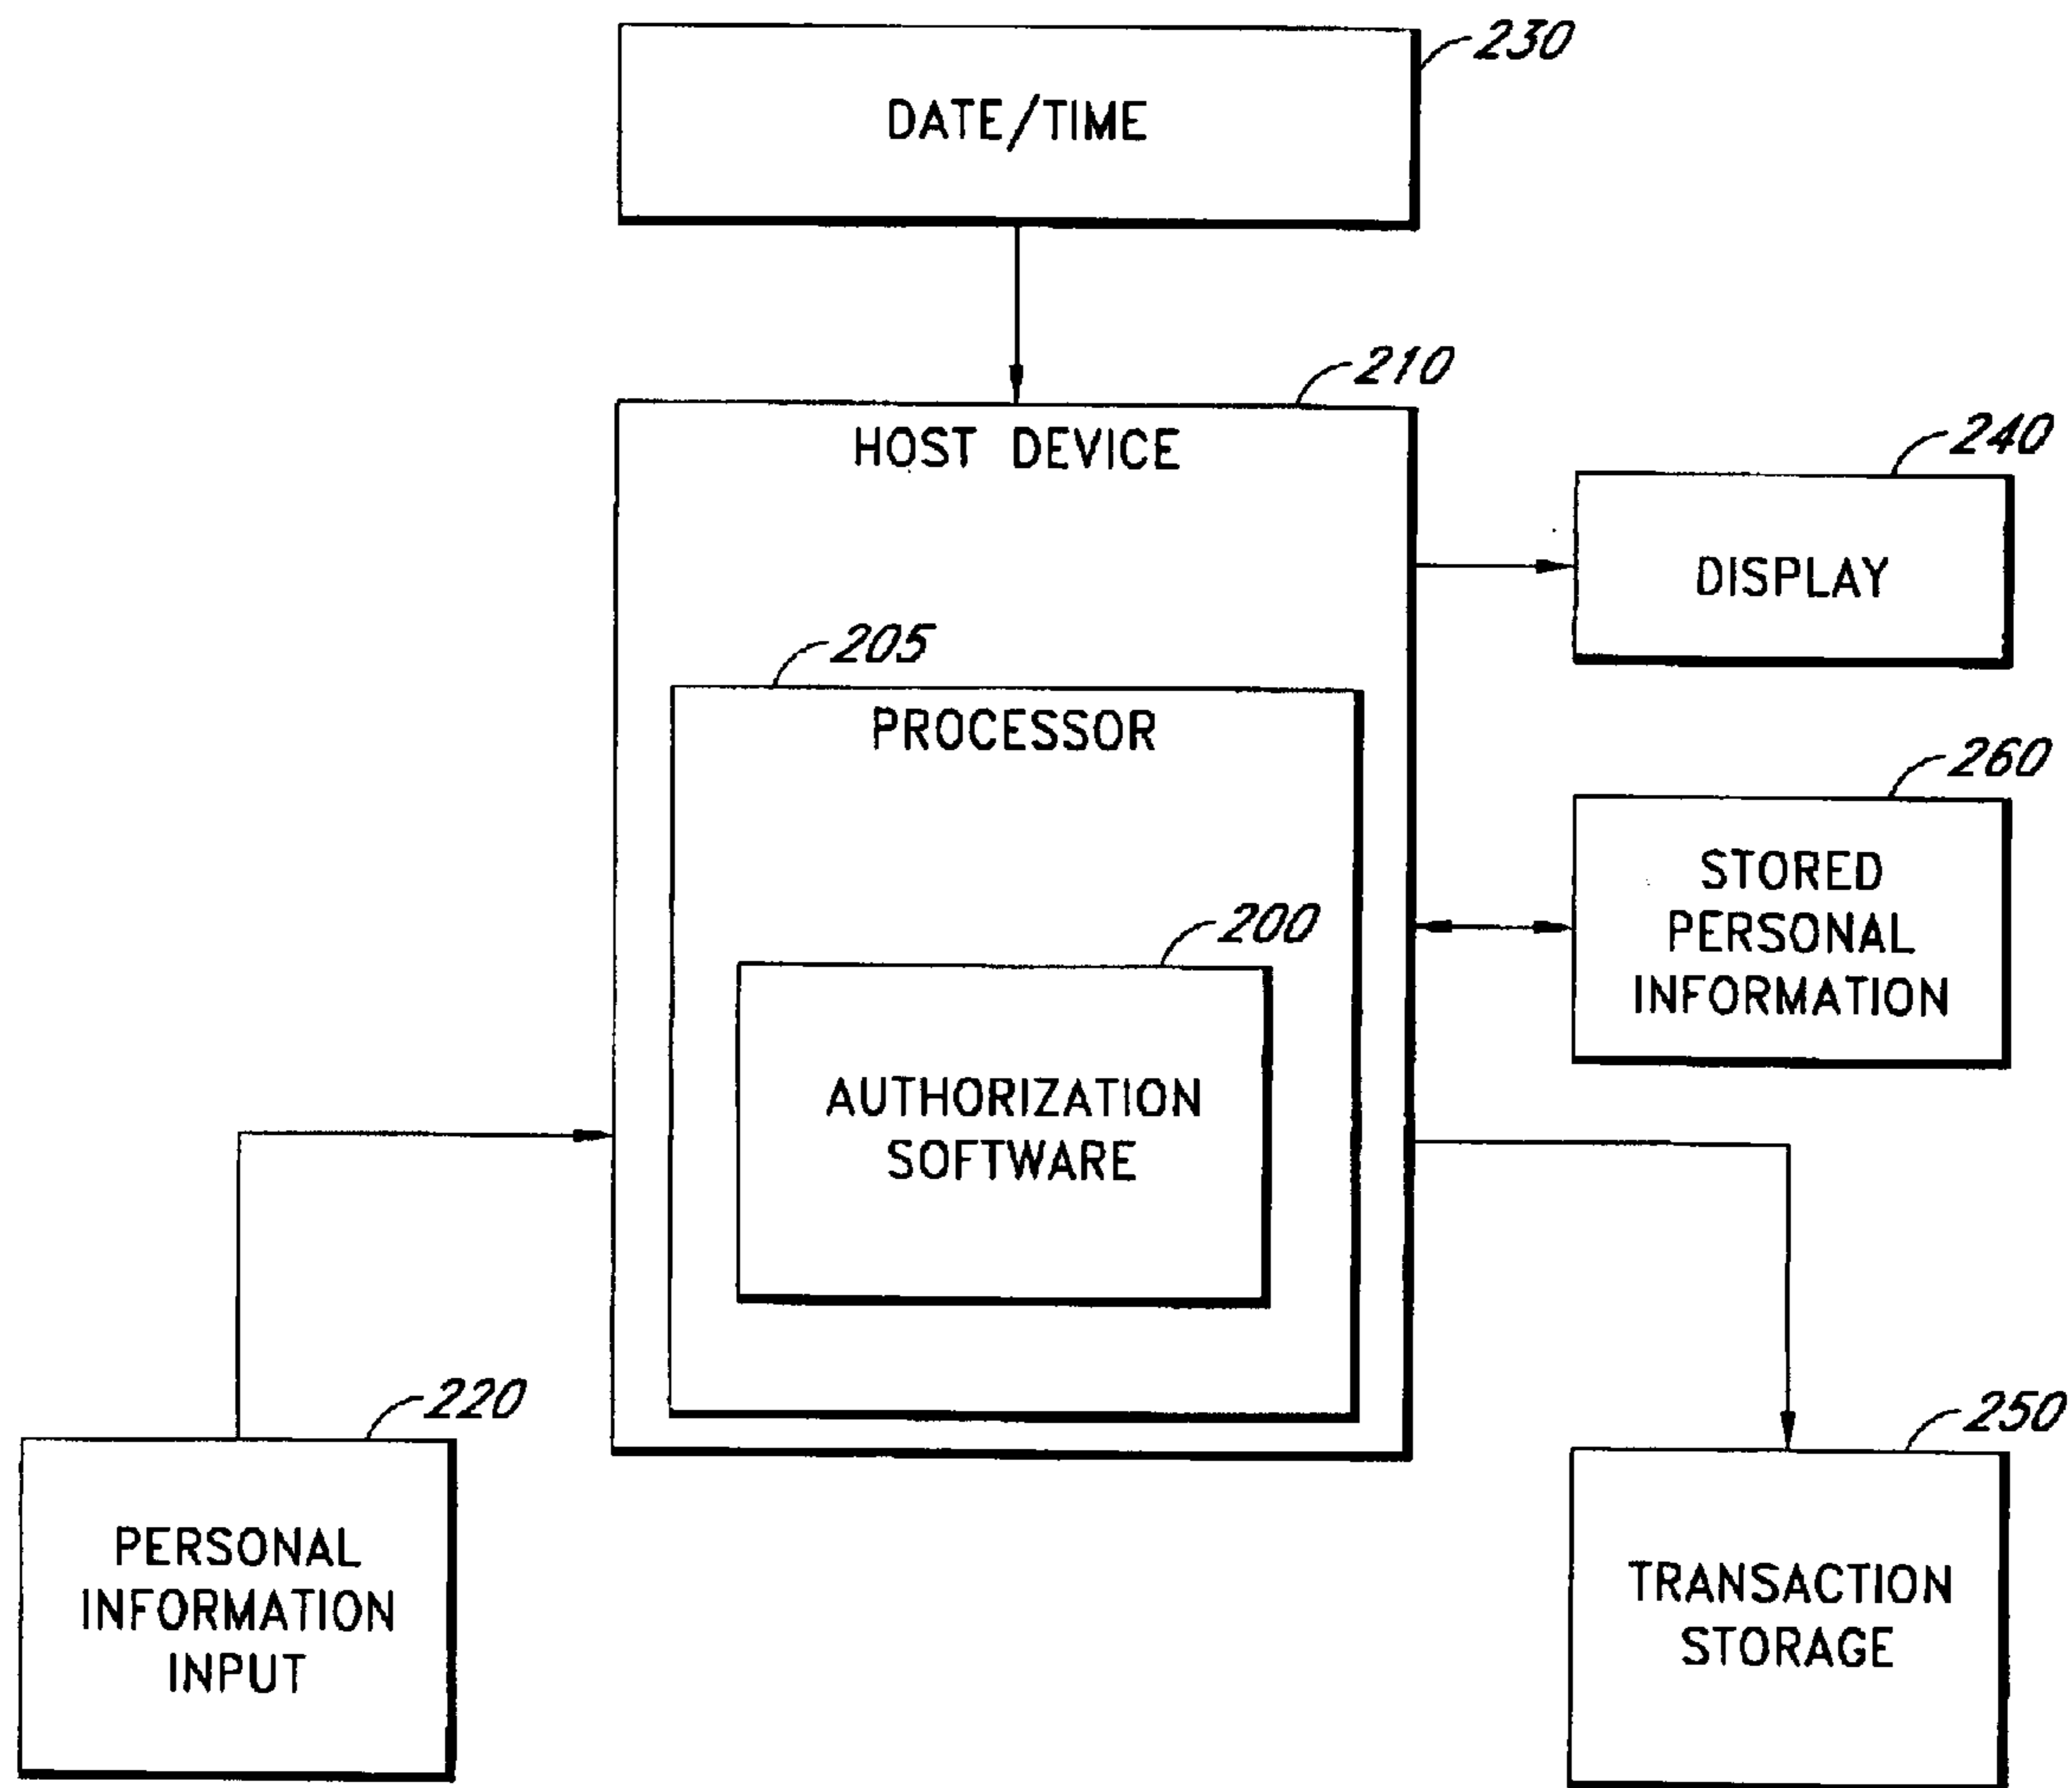 230
DATE/TIME
210
HOST DEVICE
240
DISPLAY
205
PROCESSOR
260
STORED
PERSONAL
INFORMATION
200
AUTHORIZATION
SOFTWARE
220
PERSONAL
INFORMATION
INPUT
250
TRANSACTION
STORAGE